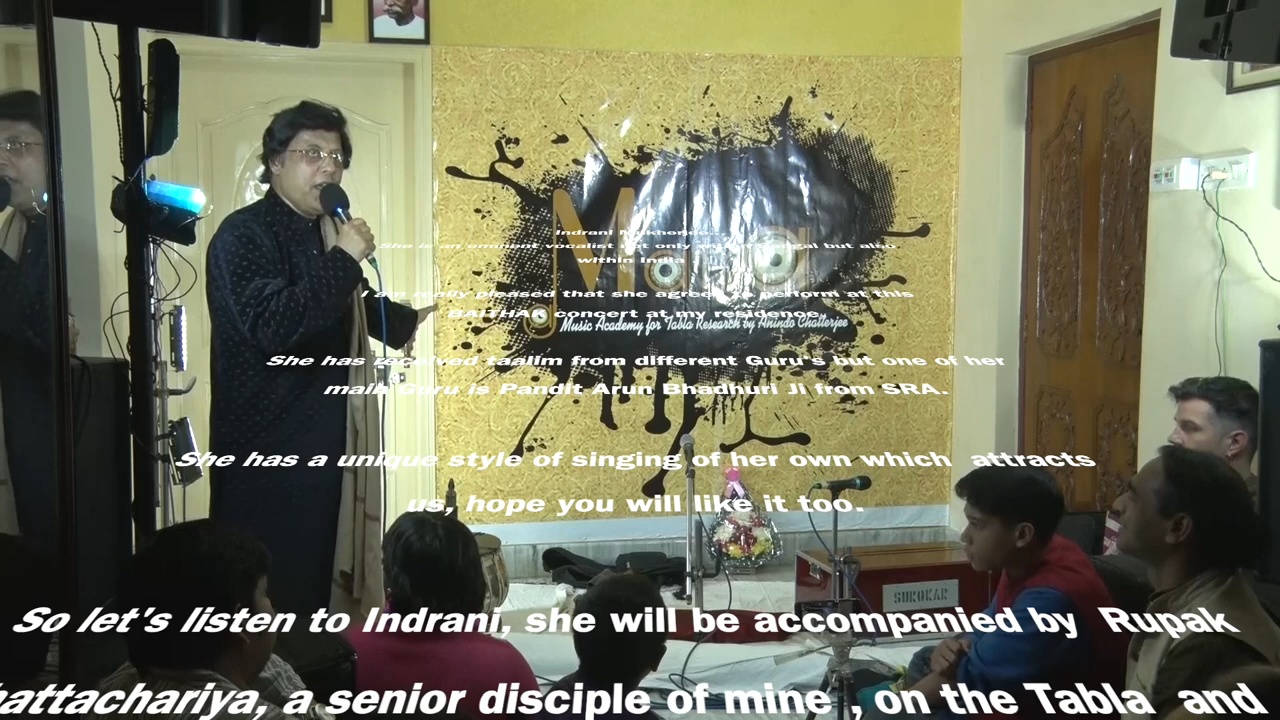 Indrani
She is an eminent vocalist not only within Bengal but also
within India
I am really pleased that she agreed to perform at this
BAITHAK concert at my residence.
Music Academy for Tabla Research by Anindo Chatterjee
She has received taalim from different Guru's but one of her
main Guru is Pandit Arun Bhadhuri Ji from SRA.
She has a unique style of singing of her own which attracts
us, hope you will like it too.
SUROKAR
So let's listen to Indrani, she will be accompanied by Rupak
hattachariya, a senior disciple of mine , on the Tabla and